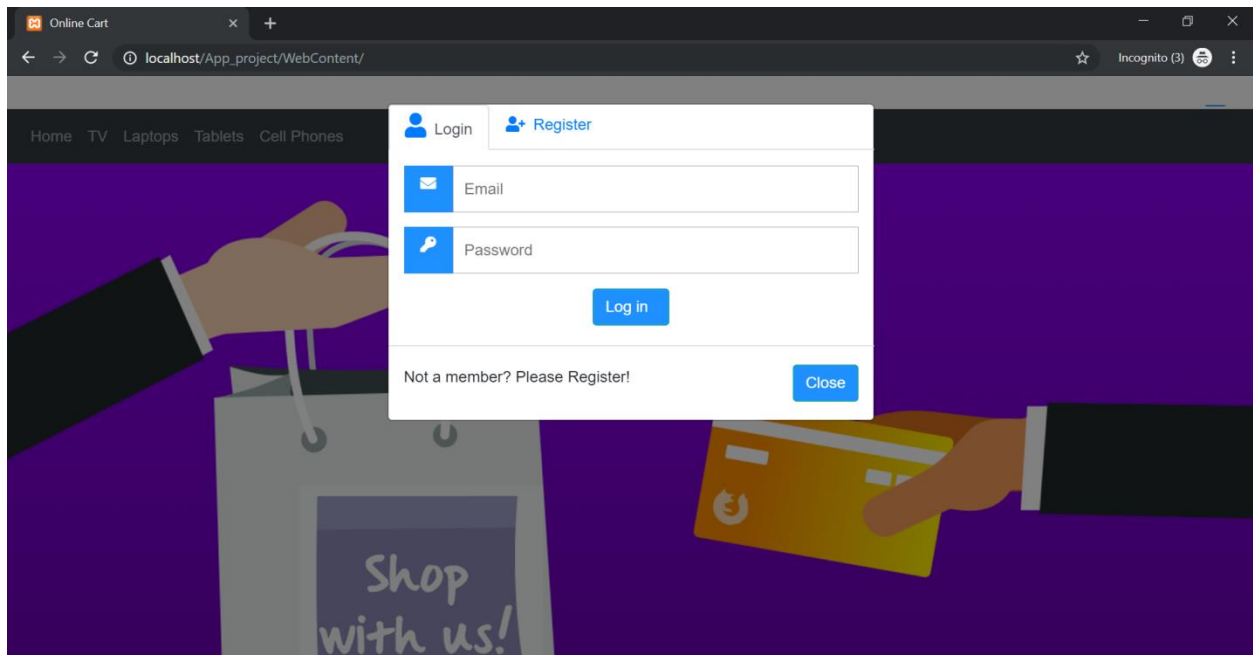 Online Cart
localhost/App_project/WebContent/
Incognito (3)
Home TV Laptops Tablets Cell Phones
Login Register
Email
Password
Log in
Not a member? Please Register!
Close
Shop
with us!